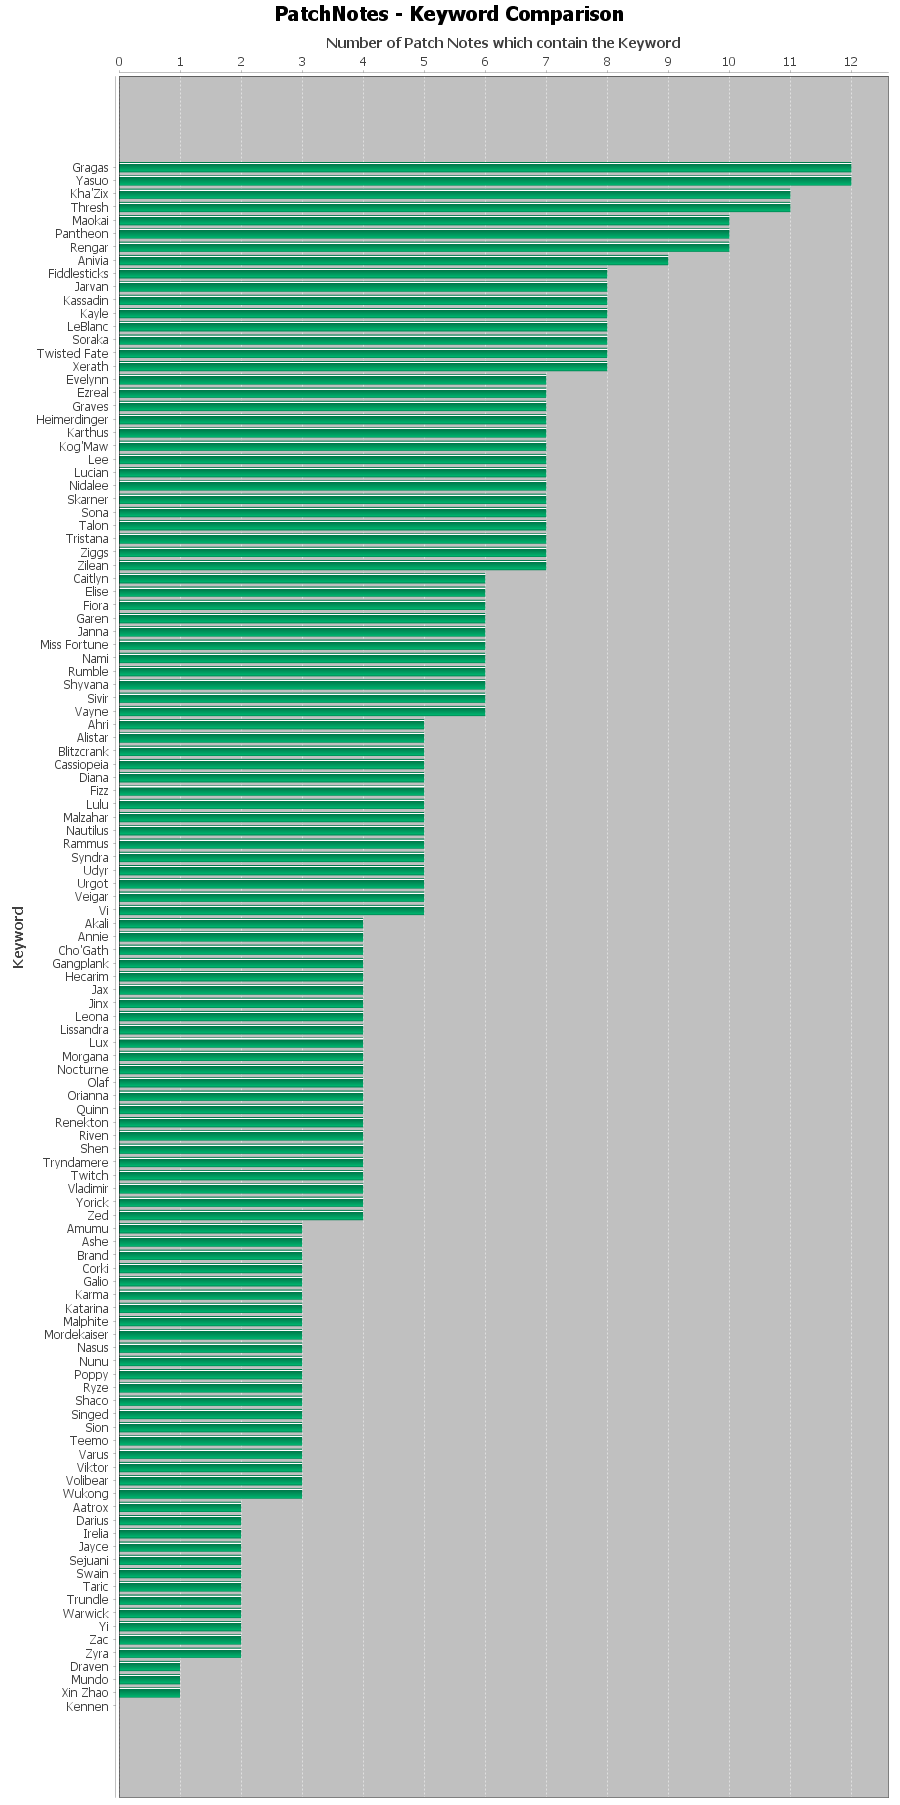 PatchNotes - Keyword Comparison
Number of Patch Notes which contain the Keyword
0 1 2 3 4 5 6 7 8 9 10 11 12
Gragas
Yasuo
Kha'Zix
Thresh
Maokai
Pantheon
Rengar
Anivia
Fiddlesticks
Jarvan
Kassadin
Kayle
LeBlanc
Soraka
Twisted Fate
Xerath
Evelynn
Ezreal
Graves
Heimerdinger
Karthus
Kog'Maw
Lee
Lucian
Nidalee
Skarner
Sona
Talon
Tristana
Ziggs
Zilean
Caitlyn
Elise
Fiora
Garen
Janna
Miss Fortune
Nami
Rumble
Shyvana
Sivir
Vayne
Ahri
Alistar
Blitzcrank
Cassiopeia
Diana
Fizz
Lulu
Malzahar
Nautilus
Rammus
Syndra
Udyr
Urgot
Veigar
Vi
Keyword
Akali
Annie
Cho'Gath
Gangplank
Hecarim
Jax
Jinx
Leona
Lissandra
Lux
Morgana
Nocturne
Olaf
Orianna
Quinn
Renekton
Riven
Shen
Tryndamere
Twitch
Vladimir
Yorick
Zed
Amumu
Ashe
Brand
Corki
Galio
Karma
Katarina
Malphite
Mordekaiser
Nasus
Nunu
Poppy
Ryze
Shaco
Singed
Sion
Teemo
Varus
Viktor
Volibear
Wukong
Aatrox
Darius
Irelia
Jayce
Sejuani
Swain
Taric
Trundle
Warwick
Yi
Zac
Zyra
Draven
Mundo
Xin Zhao
Kennen